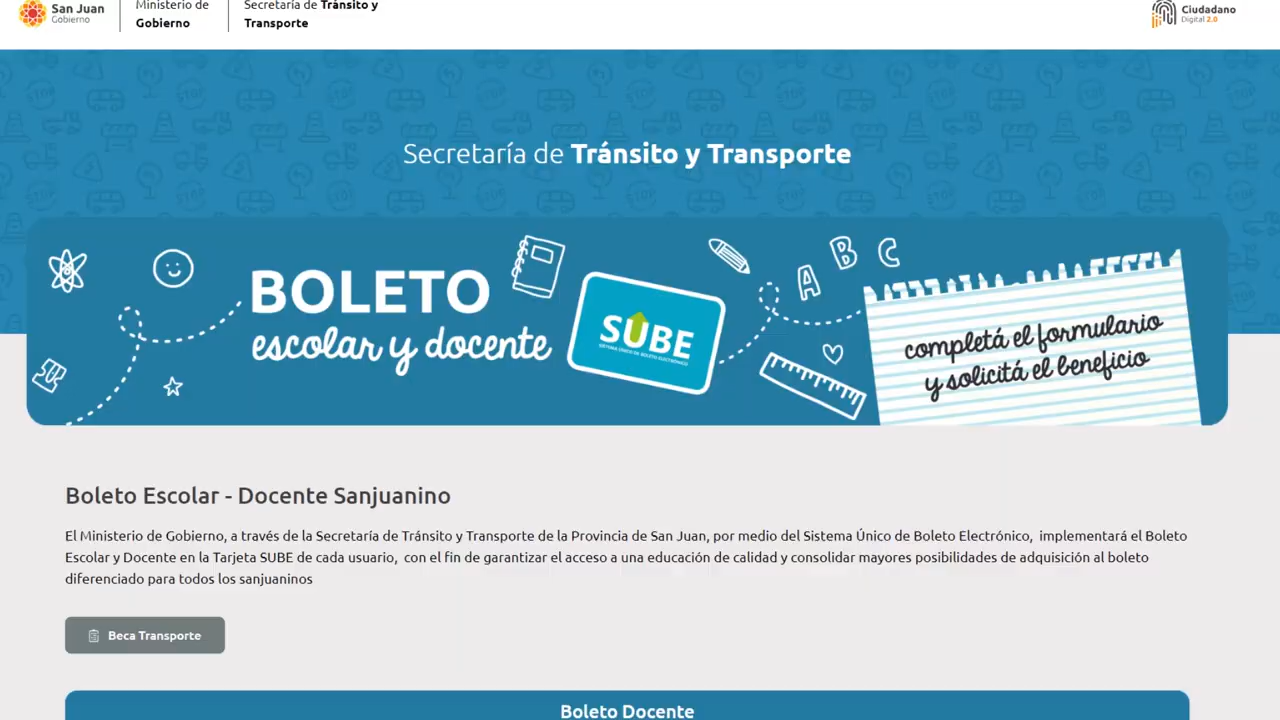 San Juan
Gobierno
Ministerio de
Gobierno
Secretaría de Tránsito y
Transporte
Ciudadano
Digital 2.0
Secretaría de Tránsito y Transporte
BOLETO
escolar y docente
SUBE
SISTEMA ÚNICO DE BOLETO ELECTRÓNICO
A B C
completá el formulario
y solicitá el beneficio
Boleto Escolar - Docente Sanjuanino
El Ministerio de Gobierno, a través de la Secretaría de Tránsito y Transporte de la Provincia de San Juan, por medio del Sistema Único de Boleto Electrónico, implementará el Boleto
Escolar y Docente en la Tarjeta SUBE de cada usuario, con el fin de garantizar el acceso a una educación de calidad y consolidar mayores posibilidades de adquisición al boleto
diferenciado para todos los sanjuaninos
Beca Transporte
Boleto Docente